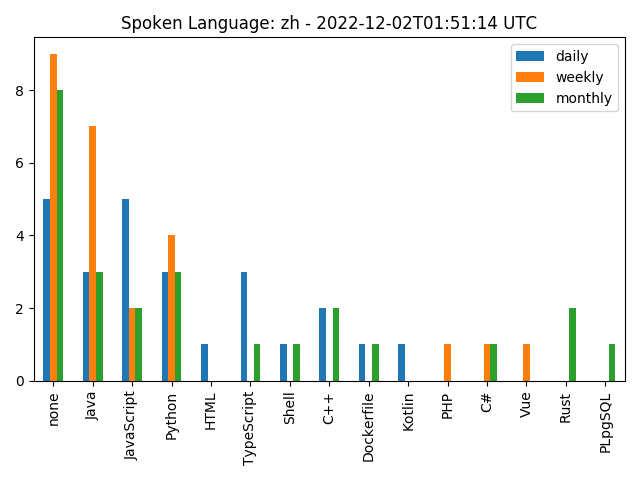 Spoken Language: zh - 2022-12-02T01:51:14 UTC
daily
weekly
monthly
8
6
4
2
0
none
Java
JavaScript
Python
HTML
TypeScript
Shell
C++
Dockerfile
Kotlin
PHP
C#
Vue
Rust
PLpgSQL